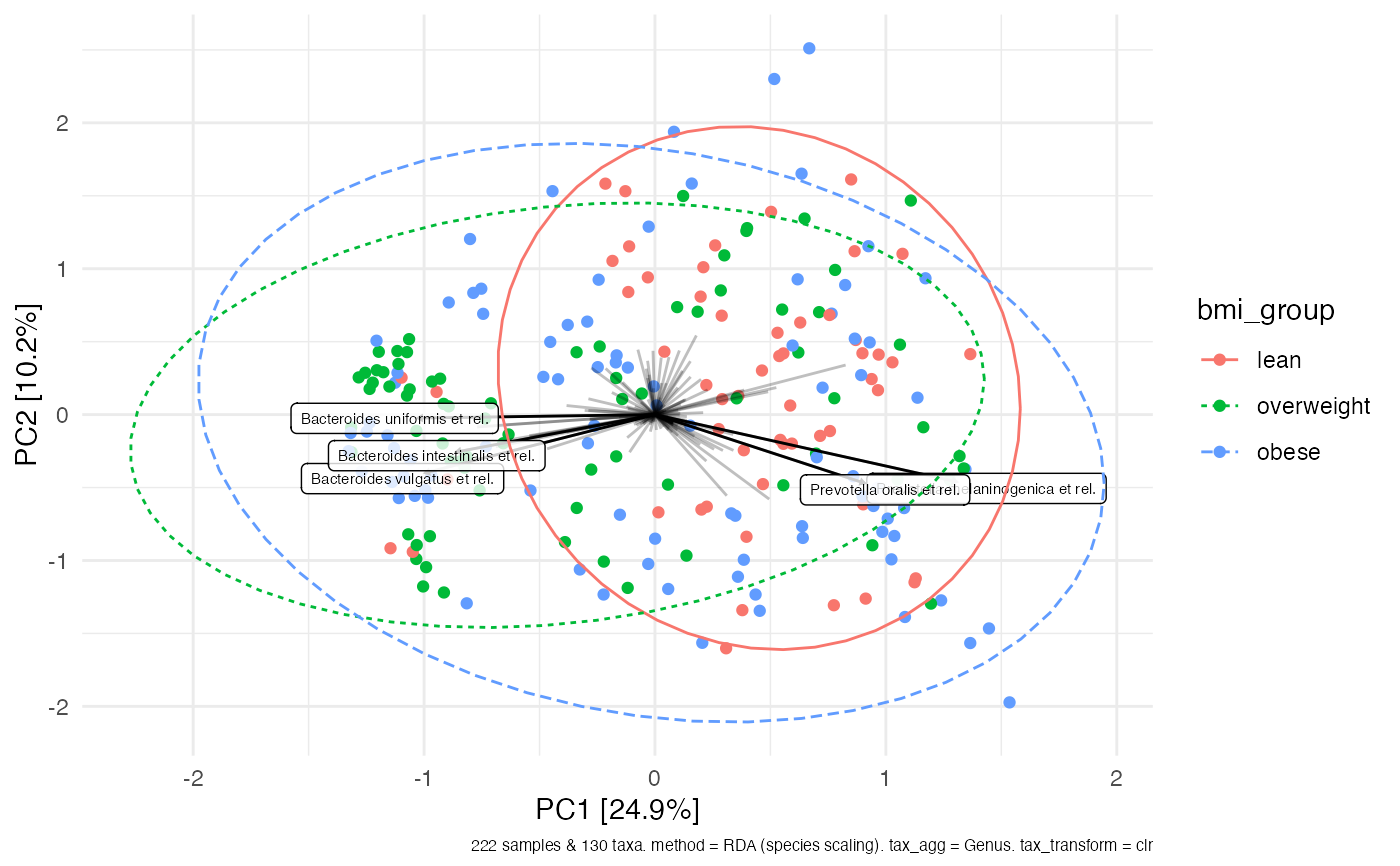 2
1
0
-1
-2
PC2 [10.2%]
Bacteroides uniformis et rel.
Bacteroides intestinalis et rel.
Bacteroides vulgatus et rel.
Prevotella oralis et rel.
elaninogenica et rel.
-2
-1
0
1
2
PC1 [24.9%]
bmi_group
lean
overweight
obese
222 samples & 130 taxa. method = RDA (species scaling). tax_agg = Genus. tax_transform = clr